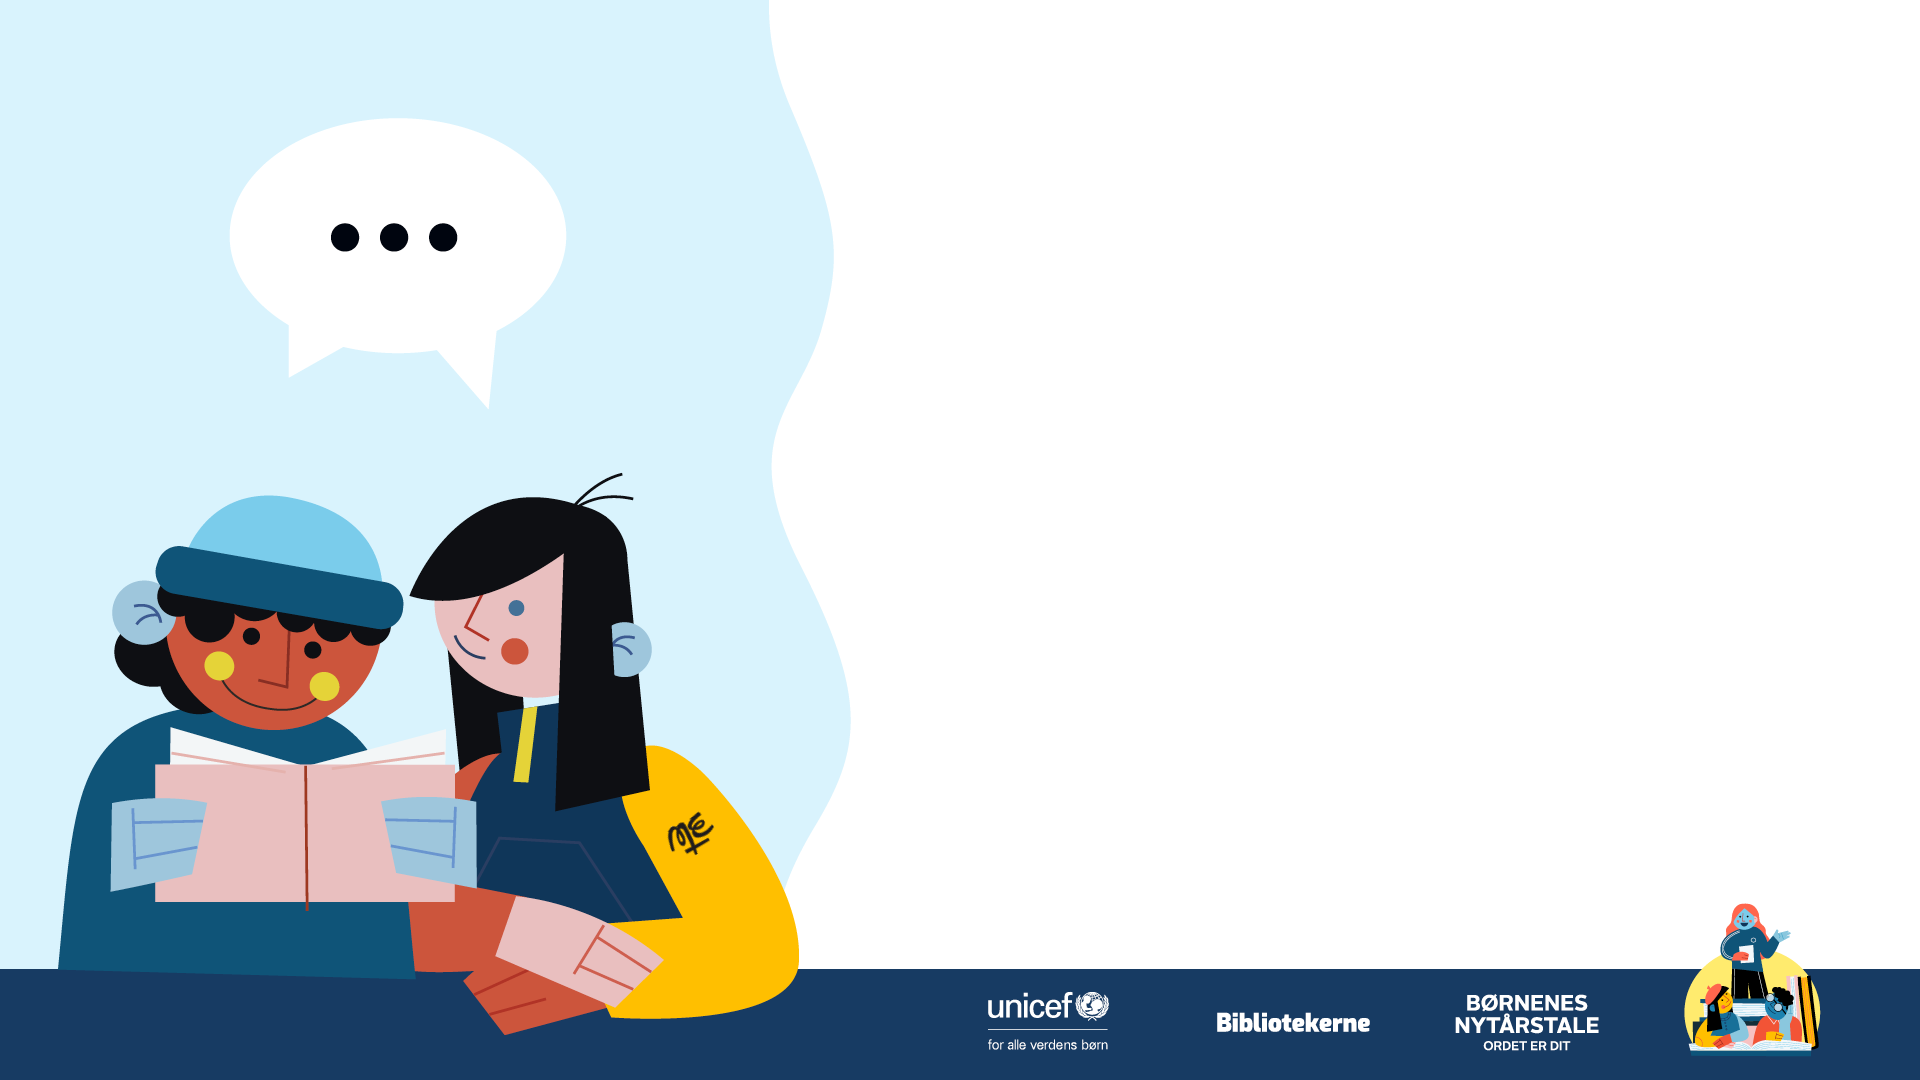 unicef
for alle verdens børn
Bibliotekerne
BØRNENES
NYTÅRSTALE
ORDET ER DIT